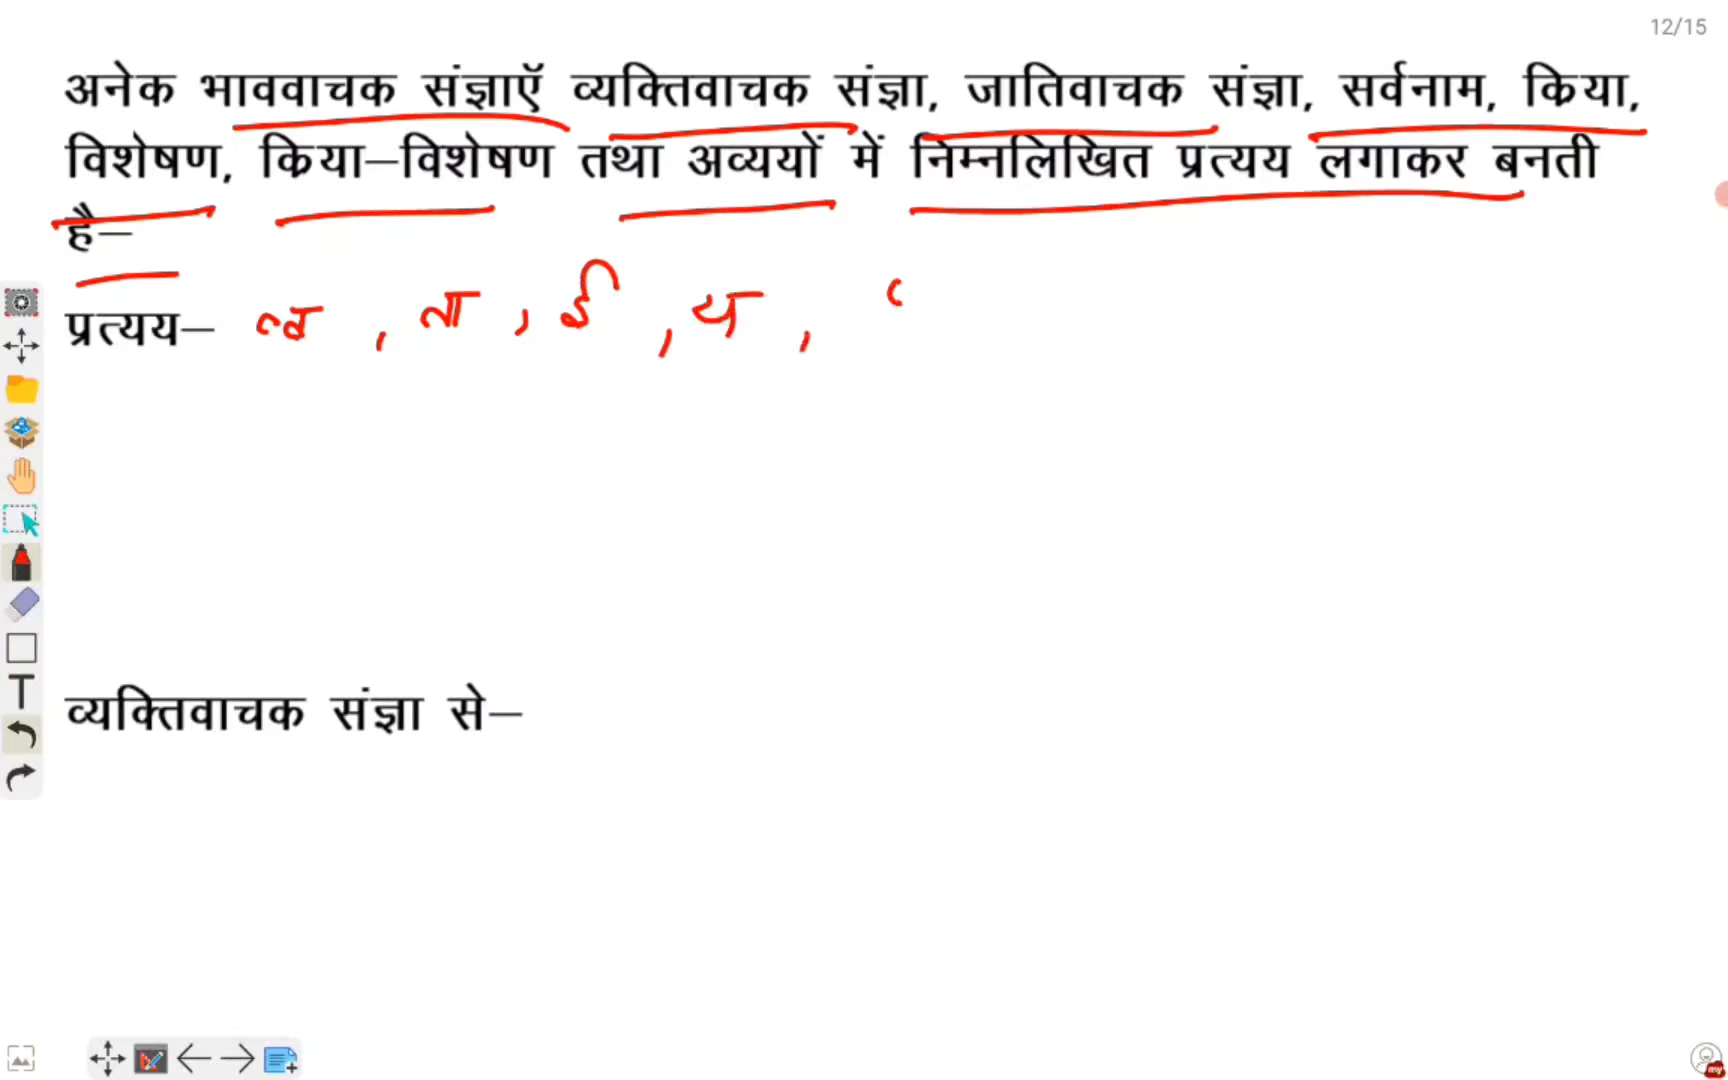 12/15
अनेक भाववाचक संज्ञाऍ व्यक्तिवाचक संज्ञा, जातिवाचक संज्ञा, सर्वनाम, क्रिया,
विशेषण, क्रिया–विशेषण तथा अव्ययों में निम्नलिखित प्रत्यय लगाकर बनती
है–
प्रत्यय– त्व , ता , ई , य ,
व्यक्तिवाचक संज्ञा से–